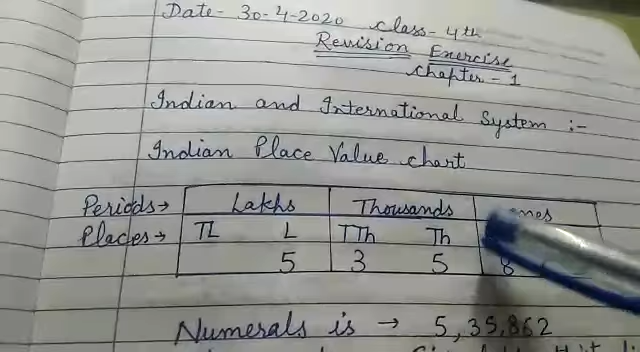 Date - 30-4-2020 class - 4th
Revision Exercise
Chapter - 1
Indian and International System :-
Indian Place Value chart
Periods→ Lakhs Thousands ones
Places→ TL L TTh Th
5 3 5 8
Numerals is → 5,35,862